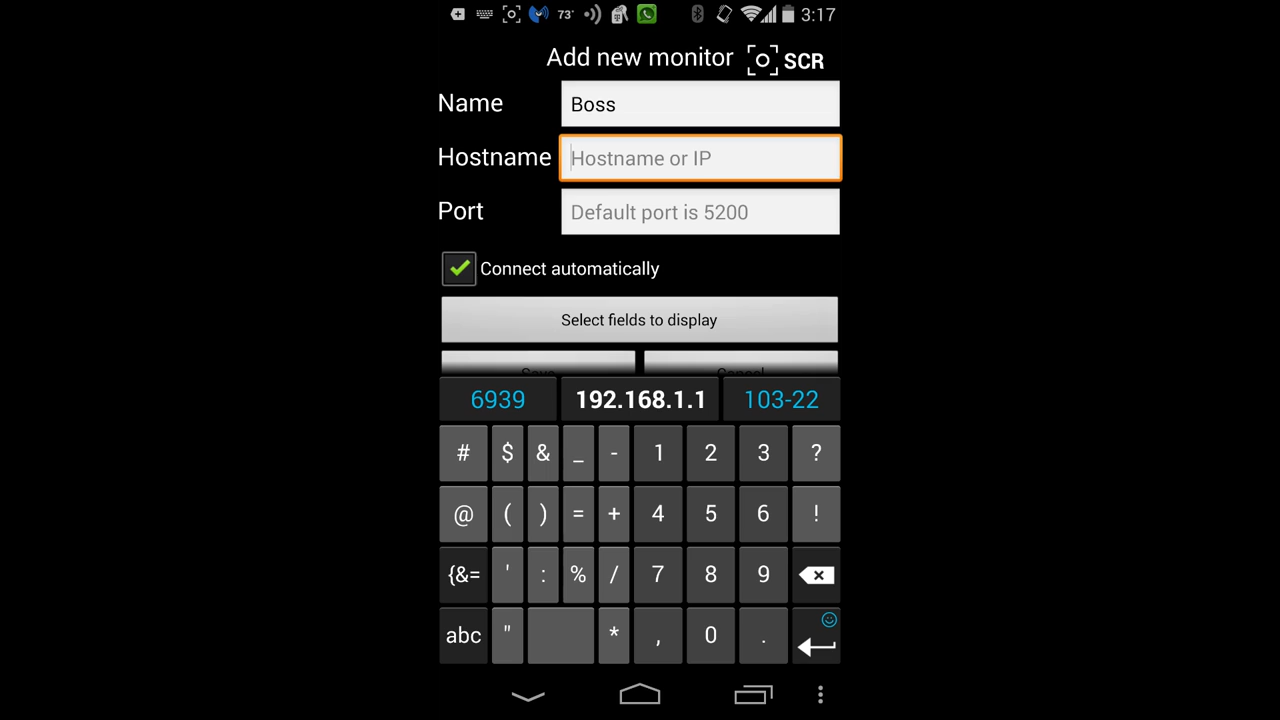 73° 3:17
Add new monitor SCR
Name Boss
Hostname Hostname or IP
Port Default port is 5200
Connect automatically
Select fields to display
Save Cancel
6939 192.168.1.1 103-22
# $ & _ - 1 2 3 ?
@ ( ) = + 4 5 6 !
{&= ' : % / 7 8 9
abc " * , 0 .